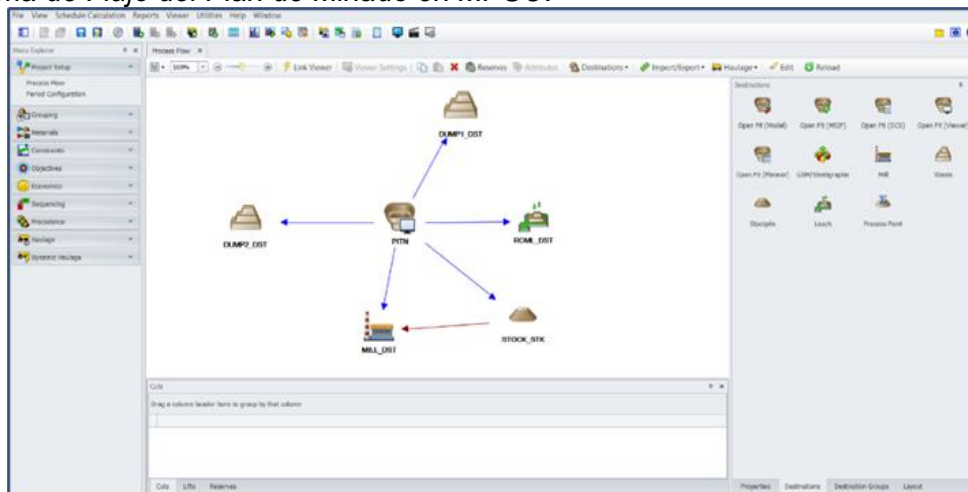 ma de Flujo del Plan de Minado en MPSO.
File View Schedule Calculation Reports Viewer Utilities Help Window
Menu Explorer
Process Flow
100%
Link Viewer Viewer Settings Reserves Attributes Destinations Import/Export Haulage Edit Reload
Project Setup
Process Flow
Period Configuration
Grouping
Materials
Constraints
Objectives
Economics
Sequencing
Precedence
Haulage
Dynamic Haulage
DUMP1_DST
DUMP2_DST
PITN
ROML_DST
MILL_DST
STOCK_STK
Destinations
Open Pit (Model) Open Pit (MSIP) Open Pit (SCO) Open Pit (Viewer)
Open Pit (Planner) GSM/Stratigraphic Mill Waste
Stockpile Leach Process Point
Cuts
Drag a column header here to group by that column
Cuts Lifts Reserves
Properties Destinations Destination Groups Layout